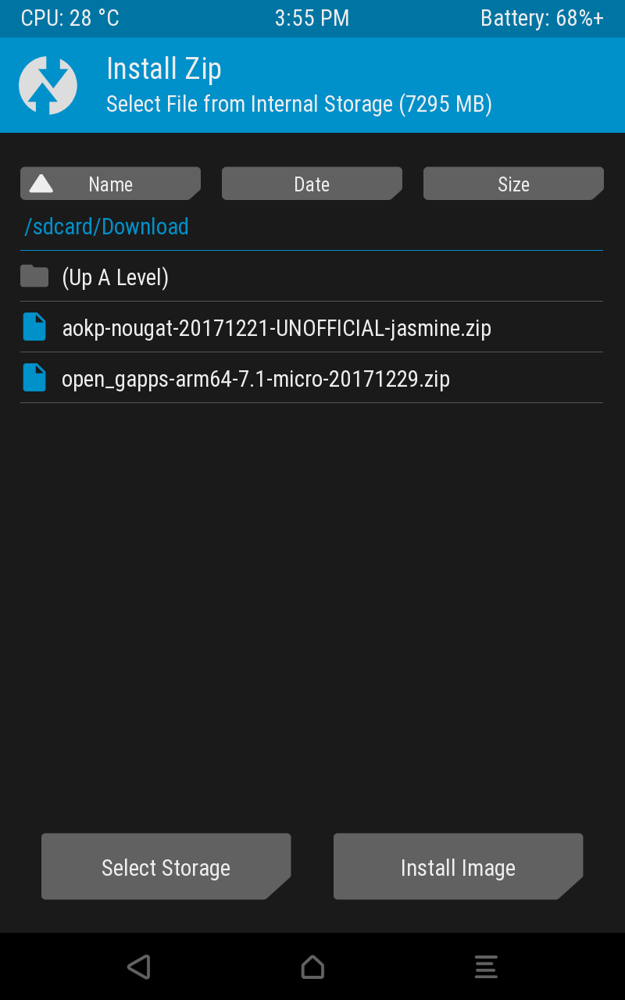 CPU: 28 °C 3:55 PM Battery: 68%+
Install Zip
Select File from Internal Storage (7295 MB)
Name Date Size
/sdcard/Download
(Up A Level)
aokp-nougat-20171221-UNOFFICIAL-jasmine.zip
open_gapps-arm64-7.1-micro-20171229.zip
Select Storage Install Image